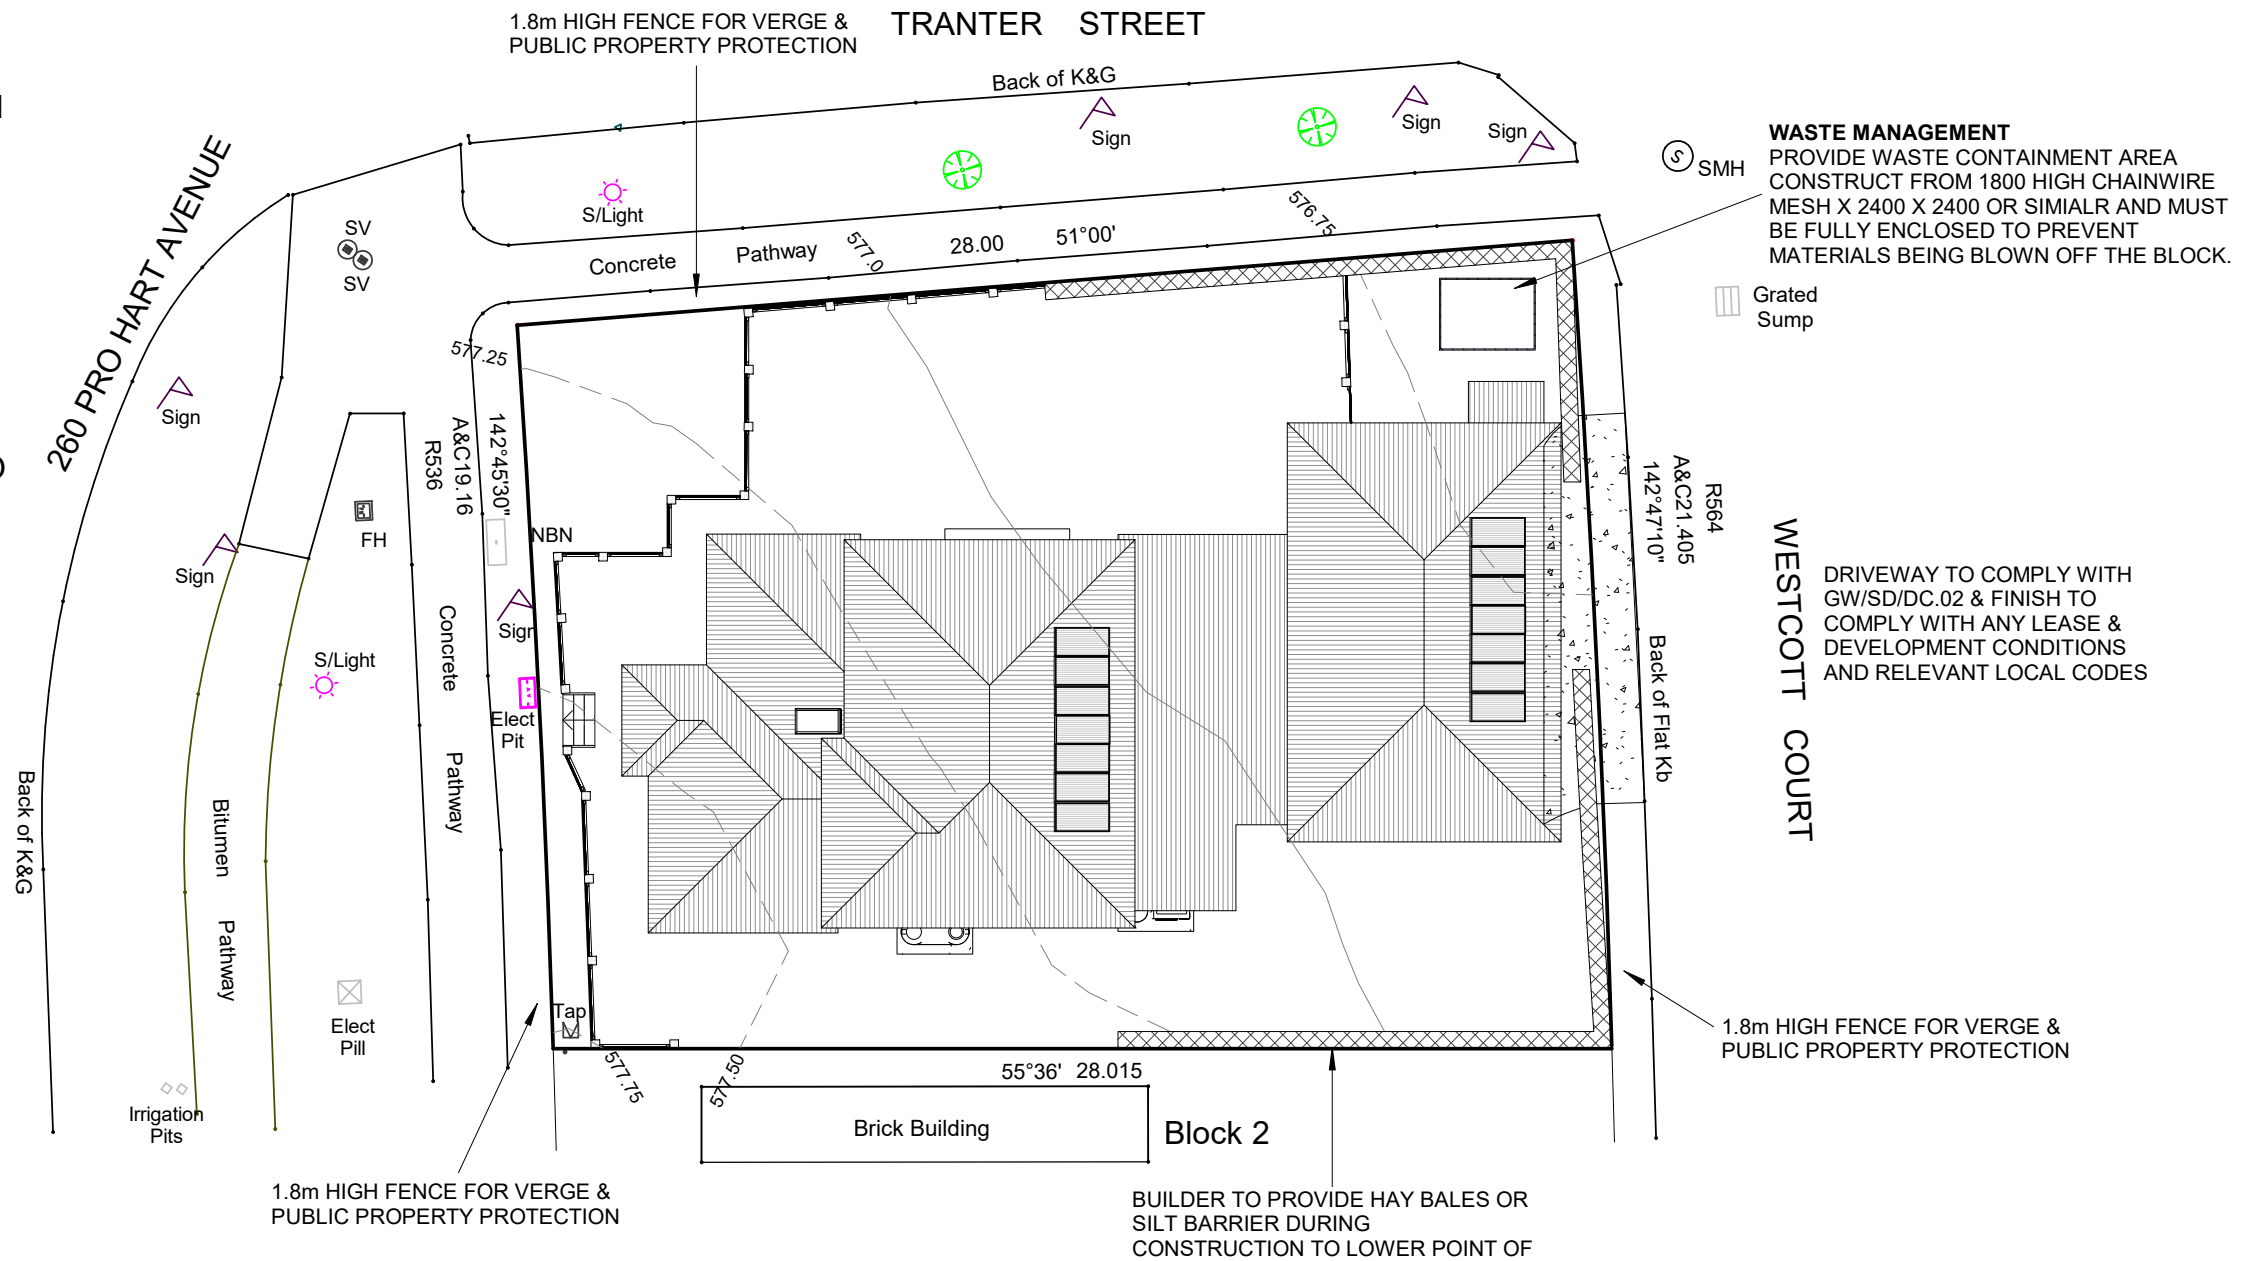 1.8m HIGH FENCE FOR VERGE &
PUBLIC PROPERTY PROTECTION
TRANTER STREET
Back of K&G
Sign
Sign
Sign
S/Light
SMH
S
WASTE MANAGEMENT
PROVIDE WASTE CONTAINMENT AREA
CONSTRUCT FROM 1800 HIGH CHAINWIRE
MESH X 2400 X 2400 OR SIMIALR AND MUST
BE FULLY ENCLOSED TO PREVENT
MATERIALS BEING BLOWN OFF THE BLOCK.
260 PRO HART AVENUE
SV
SV
Concrete Pathway
577.0
28.00 51°00'
576.75
Grated
Sump
577.25
Sign
142°45'30"
A&C19.16
R536
NBN
FH
Sign
Sign
S/Light
Concrete Pathway
Elect
Pit
R564
A&C21.405
142°47'10"
WESTCOTT COURT
DRIVEWAY TO COMPLY WITH
GW/SD/DC.02 & FINISH TO
COMPLY WITH ANY LEASE &
DEVELOPMENT CONDITIONS
AND RELEVANT LOCAL CODES
Back of Flat Kb
Back of K&G
Bitumen Pathway
Elect
Pill
Irrigation
Pits
Tap
577.75
577.50
55°36' 28.015
Brick Building
Block 2
1.8m HIGH FENCE FOR VERGE &
PUBLIC PROPERTY PROTECTION
1.8m HIGH FENCE FOR VERGE &
PUBLIC PROPERTY PROTECTION
BUILDER TO PROVIDE HAY BALES OR
SILT BARRIER DURING
CONSTRUCTION TO LOWER POINT OF